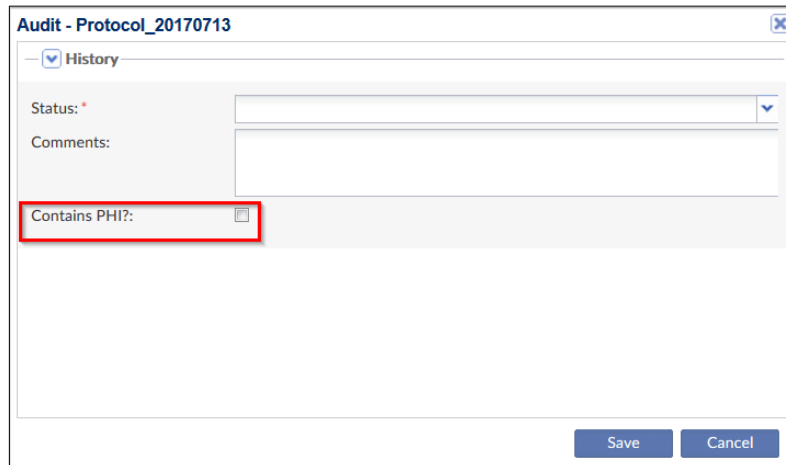 Audit - Protocol_20170713
History
Status: *
Comments:
Contains PHI?:
Save Cancel